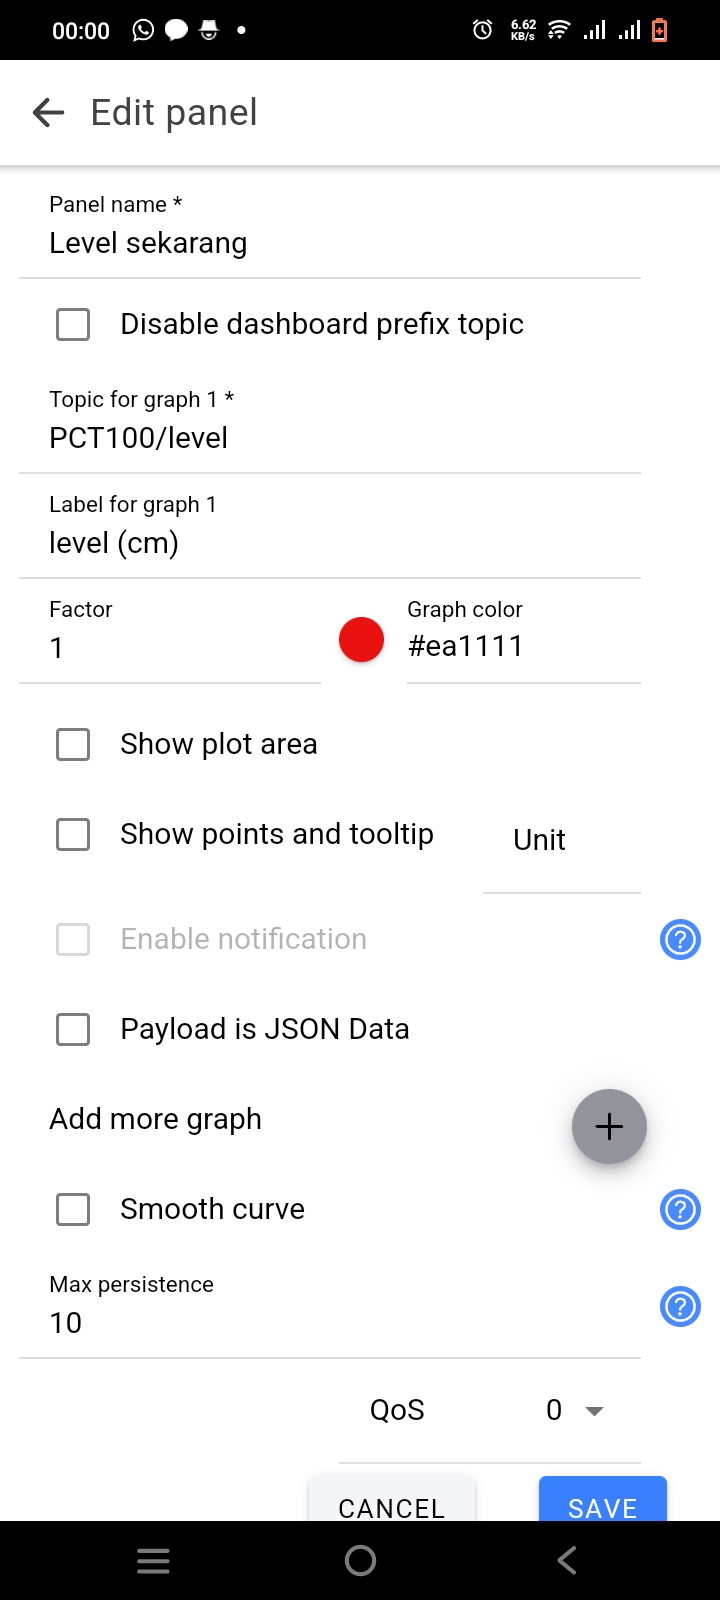 00:00
6.62
KB/s
Edit panel
Panel name *
Level sekarang
Disable dashboard prefix topic
Topic for graph 1 *
PCT100/level
Label for graph 1
level (cm)
Factor
1
Graph color
#ea1111
Show plot area
Show points and tooltip
Unit
Enable notification
?
Payload is JSON Data
Add more graph
+
Smooth curve
?
Max persistence
10
?
QoS 0
CANCEL SAVE